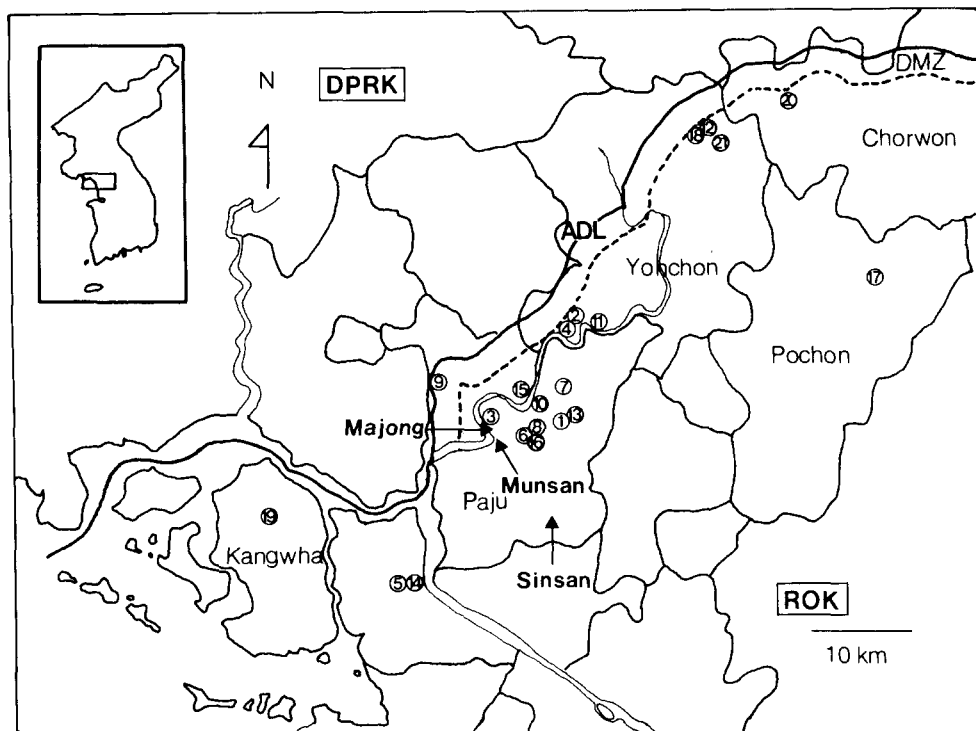 N
DPRK
DMZ
20
12
18
21
Chorwon
ADL
Yonchon
17
2
4
11
Pochon
9
15
7
10
3
Majong
1
13
8
6
16
Munsan
Paju
19
Kangwha
Sinsan
5
14
ROK
10 km